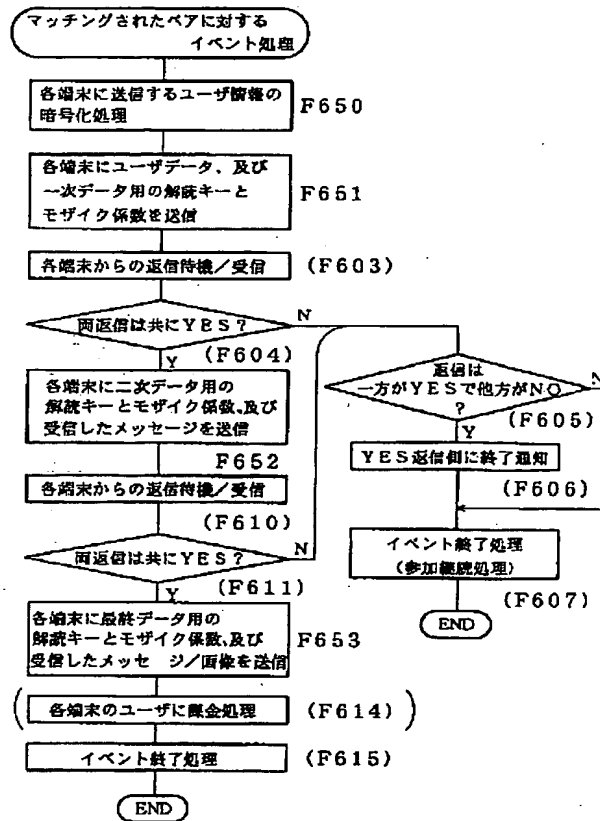 マッチングされたペアに対する
イベント処理
各端末に送信するユーザ情報の
暗号化処理
F650
各端末にユーザデータ、及び
一次データ用の解読キーと
モザイク係数を送信
F651
各端末からの返信待機/受信
(F603)
両返信は共にYES?
N
Y
(F604)
各端末に二次データ用の
解読キーとモザイク係数、及び
受信したメッセージを送信
F652
各端末からの返信待機/受信
(F610)
両返信は共にYES?
N
Y
(F611)
各端末に最終データ用の
解読キーとモザイク係数、及び
受信したメッセージ/画像を送信
F653
各端末のユーザに課金処理
(F614)
イベント終了処理
(F615)
END
返信は
一方がYESで他方がNO
?
N
(F605)
Y
YES返信側に終了通知
(F606)
イベント終了処理
(参加継続処理)
(F607)
END